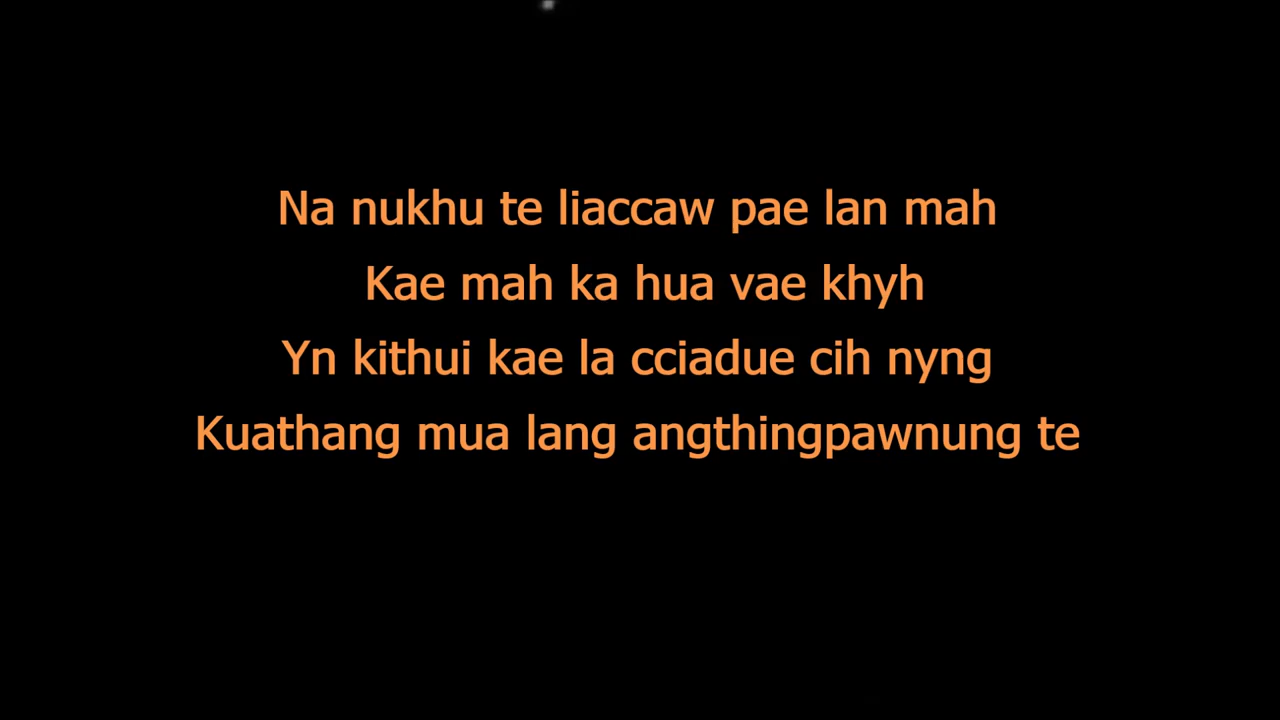 Na nukhu te liaccaw pae lan mah
Kae mah ka hua vae khyh
Yn kithui kae la cciadue cih nyng
Kuathang mua lang angthingpawnung te